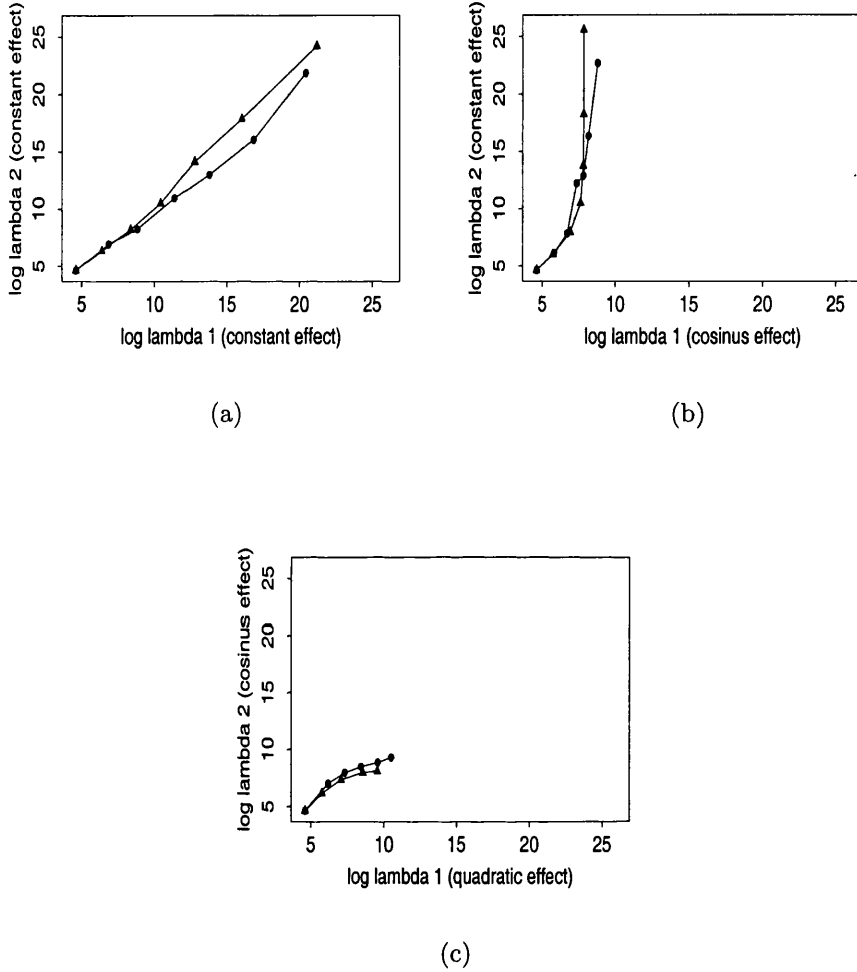 log lambda 2 (constant effect)
25
20
15
10
5
5 10 15 20 25
log lambda 1 (constant effect)
(a)
log lambda 2 (constant effect)
25
20
15
10
5
5 10 15 20 25
log lambda 1 (cosinus effect)
(b)
log lambda 2 (cosinus effect)
25
20
15
10
5
5 10 15 20 25
log lambda 1 (quadratic effect)
(c)